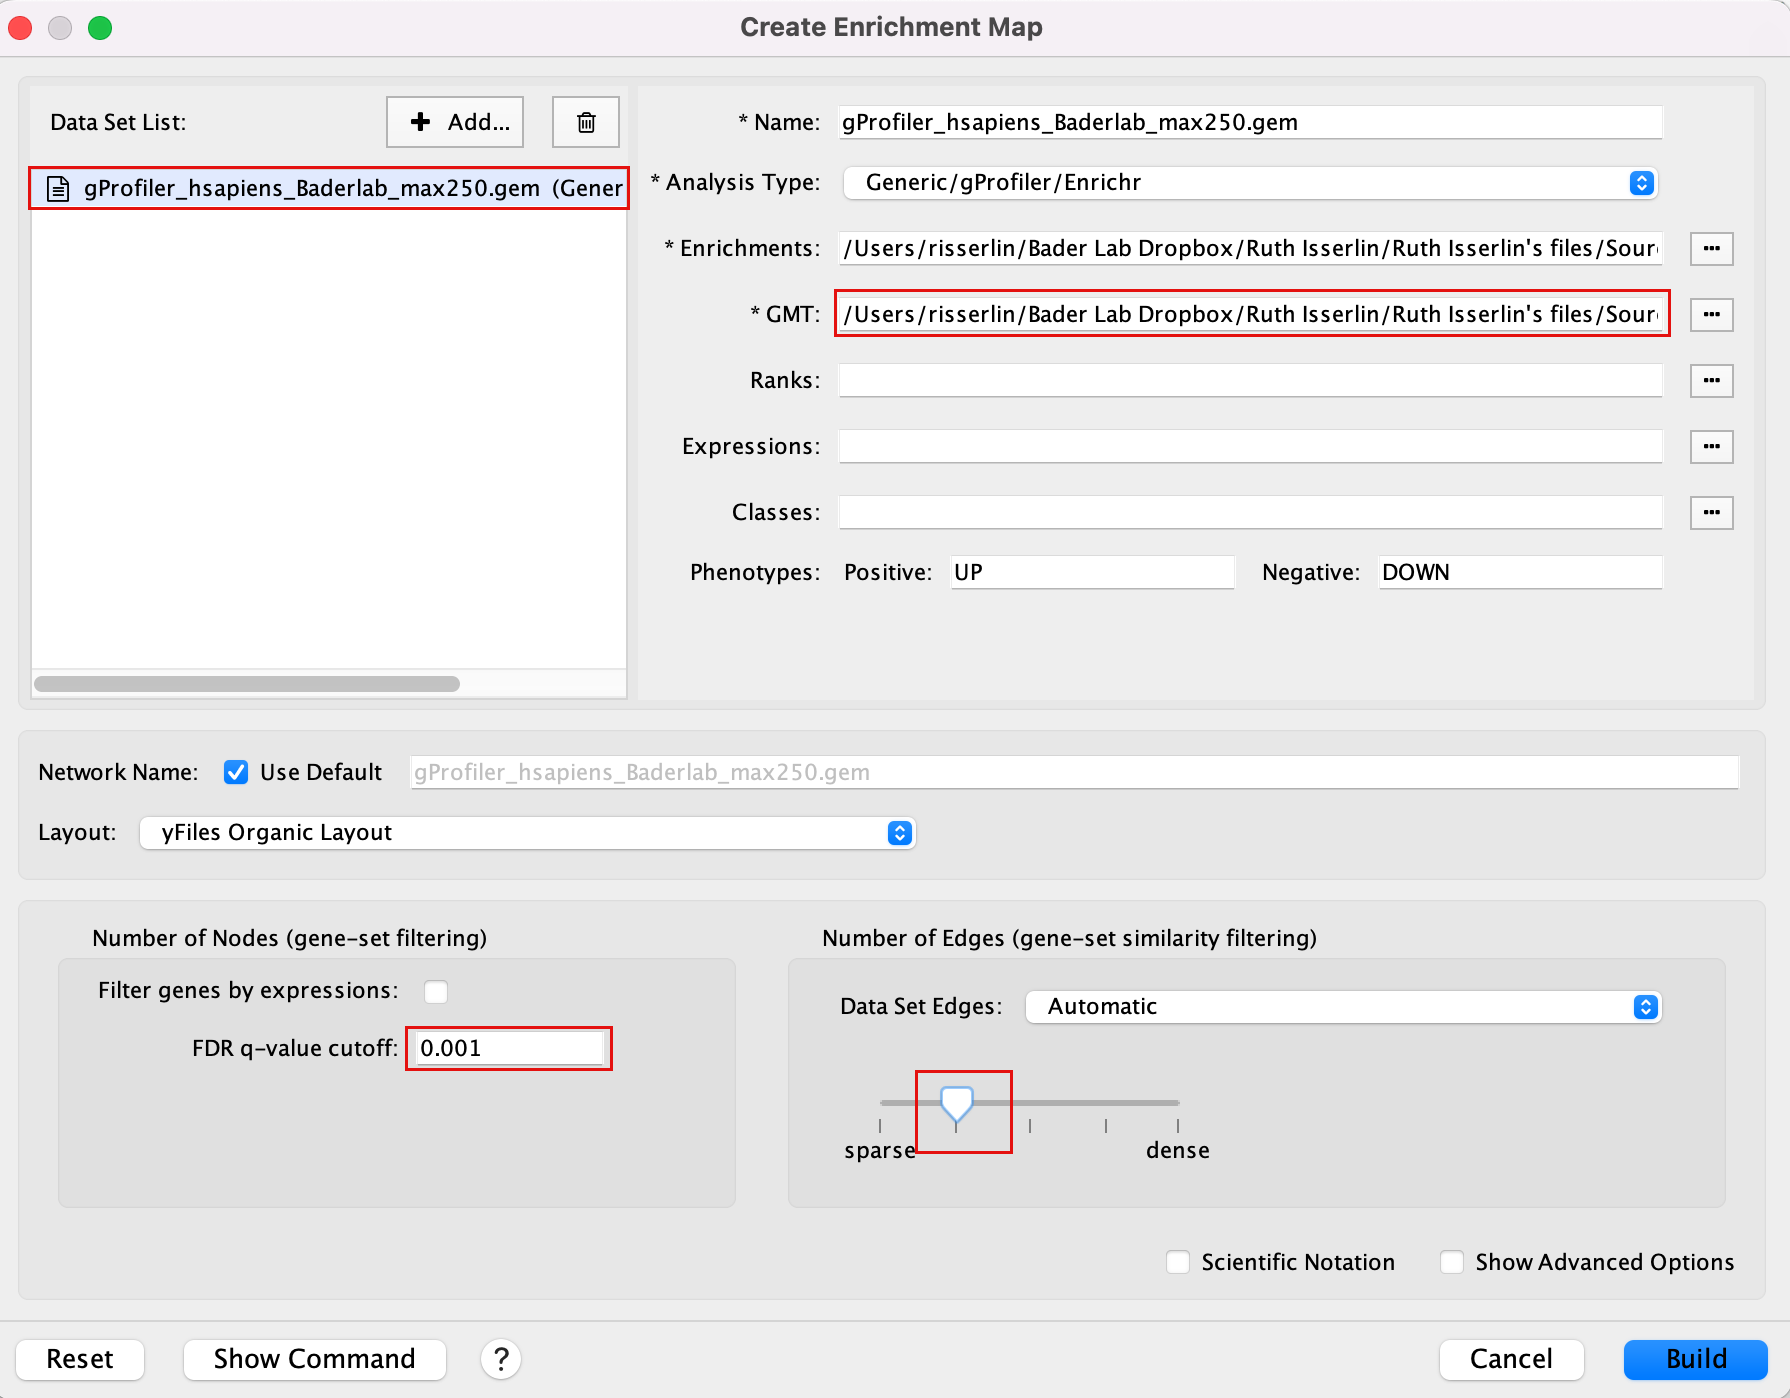 Create Enrichment Map
Data Set List:
Add...
gProfiler_hsapiens_Baderlab_max250.gem (Gener
* Name: gProfiler_hsapiens_Baderlab_max250.gem
* Analysis Type: Generic/gProfiler/Enrichr
* Enrichments: /Users/risserlin/Bader Lab Dropbox/Ruth Isserlin/Ruth Isserlin's files/Sour
* GMT: /Users/risserlin/Bader Lab Dropbox/Ruth Isserlin/Ruth Isserlin's files/Sour
Ranks:
Expressions:
Classes:
Phenotypes: Positive: UP Negative: DOWN
Network Name: Use Default gProfiler_hsapiens_Baderlab_max250.gem
Layout: yFiles Organic Layout
Number of Nodes (gene-set filtering)
Filter genes by expressions:
FDR q-value cutoff: 0.001
Number of Edges (gene-set similarity filtering)
Data Set Edges: Automatic
sparse dense
Scientific Notation Show Advanced Options
Reset Show Command ? Cancel Build